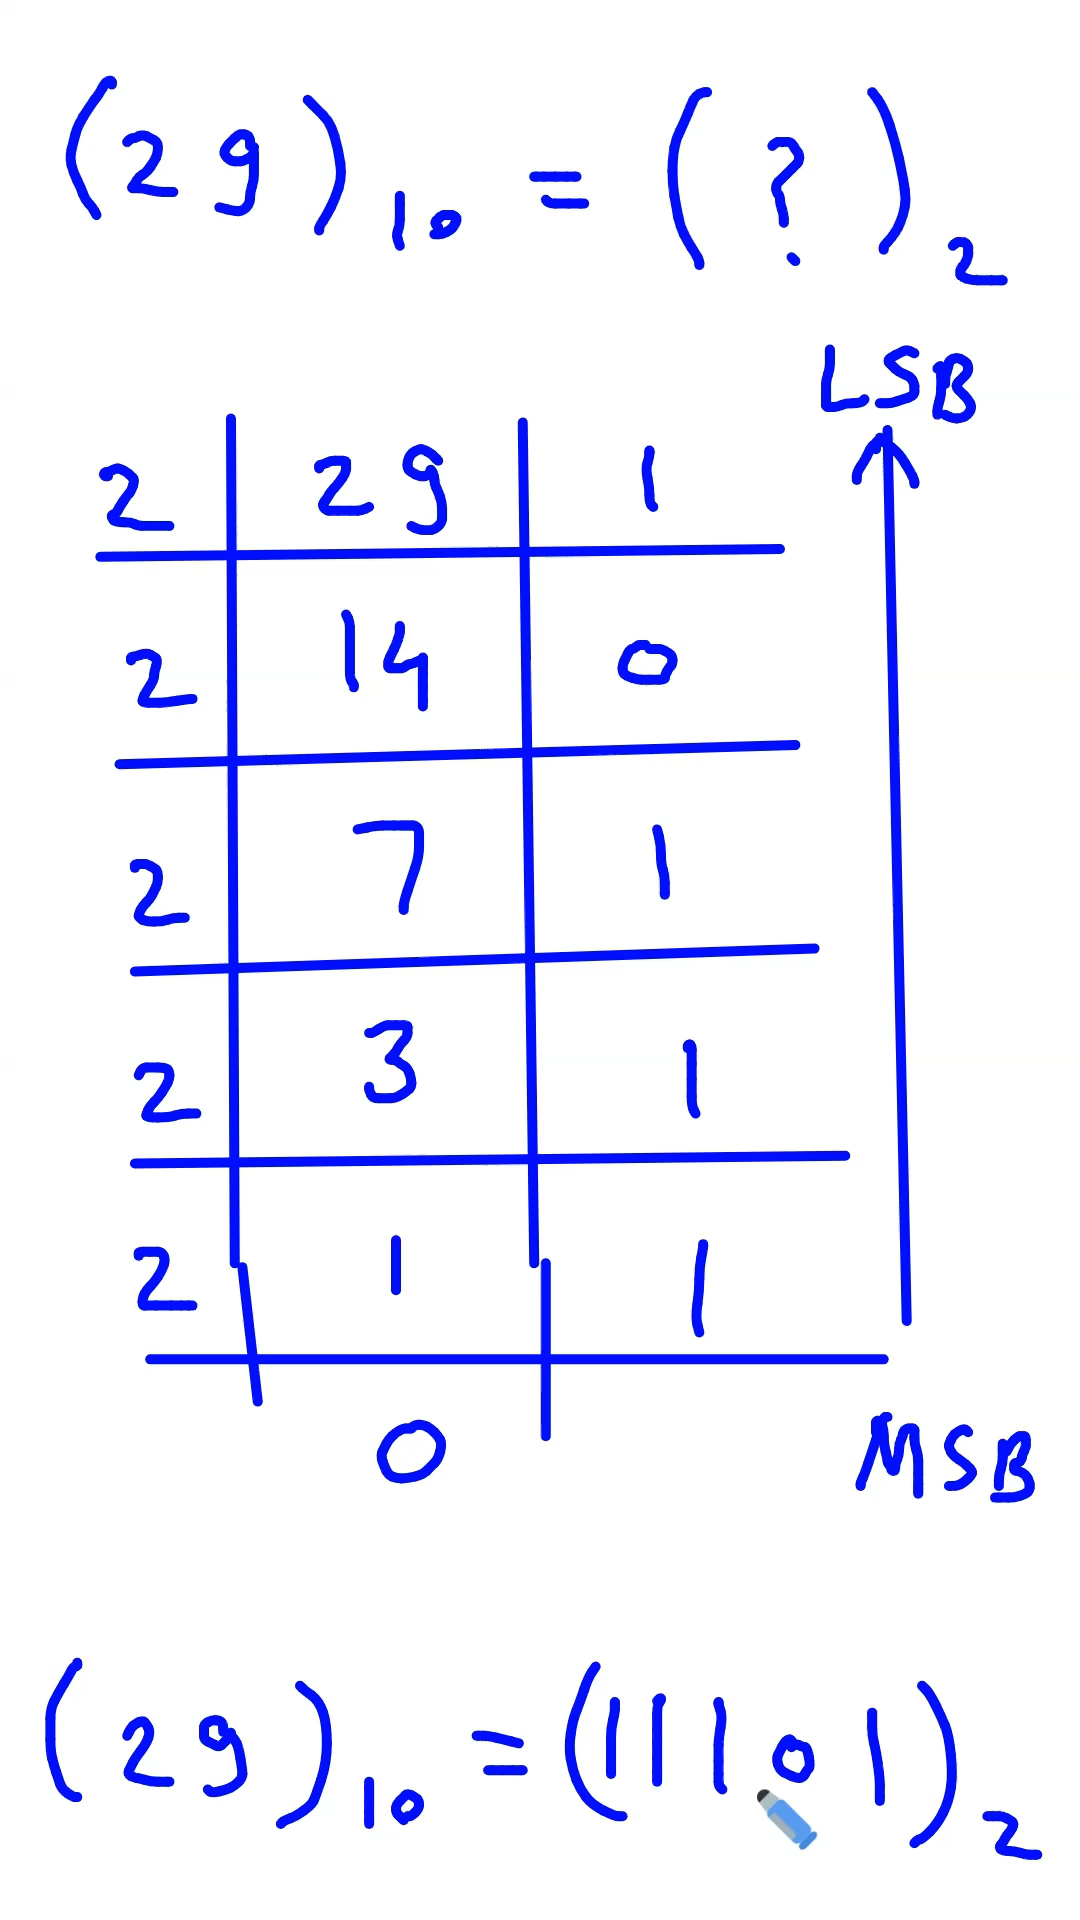 (29)10 = (?)2
LSB
2 29 1
2 14 0
2 7 1
2 3 1
2 1 1
0
MSB
(29)10 = (11101)2